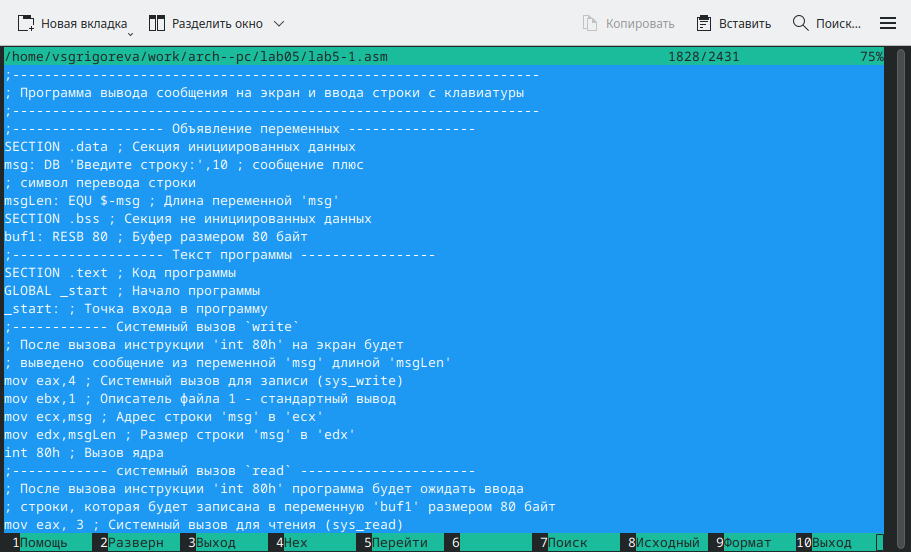 Новая вкладка Разделить окно Копировать Вставить Поиск...
/home/vsgrigoreva/work/arch--pc/lab05/lab5-1.asm 1828/2431 75%
;------------------------------------------------------------------
; Программа вывода сообщения на экран и ввода строки с клавиатуры
;------------------------------------------------------------------
;------------------- Объявление переменных ----------------
SECTION .data ; Секция инициированных данных
msg: DB 'Введите строку:',10 ; сообщение плюс
; символ перевода строки
msgLen: EQU $-msg ; Длина переменной 'msg'
SECTION .bss ; Секция не инициированных данных
buf1: RESB 80 ; Буфер размером 80 байт
;------------------- Текст программы -----------------
SECTION .text ; Код программы
GLOBAL _start ; Начало программы
_start: ; Точка входа в программу
;------------ Cистемный вызов `write`
; После вызова инструкции 'int 80h' на экран будет
; выведено сообщение из переменной 'msg' длиной 'msgLen'
mov eax,4 ; Системный вызов для записи (sys_write)
mov ebx,1 ; Описатель файла 1 - стандартный вывод
mov ecx,msg ; Адрес строки 'msg' в 'ecx'
mov edx,msgLen ; Размер строки 'msg' в 'edx'
int 80h ; Вызов ядра
;------------ системный вызов `read` ----------------------
; После вызова инструкции 'int 80h' программа будет ожидать ввода
; строки, которая будет записана в переменную 'buf1' размером 80 байт
mov eax, 3 ; Системный вызов для чтения (sys_read)
1Помощь 2Разверн 3Выход 4Hex 5Перейти 6 7Поиск 8Исходный 9Формат 10Выход